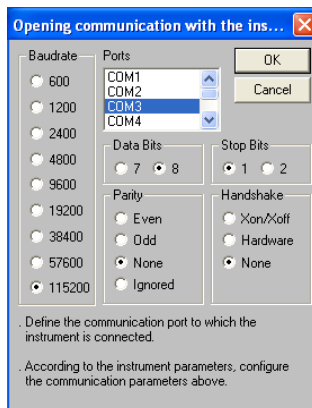 Opening communication with the ins...
Baudrate
600
1200
2400
4800
9600
19200
38400
57600
115200
Ports
COM1
COM2
COM3
COM4
OK
Cancel
Data Bits
7 8
Stop Bits
1 2
Parity
Even
Odd
None
Ignored
Handshake
Xon/Xoff
Hardware
None
. Define the communication port to which the
instrument is connected.
. According to the instrument parameters, configure
the communication parameters above.